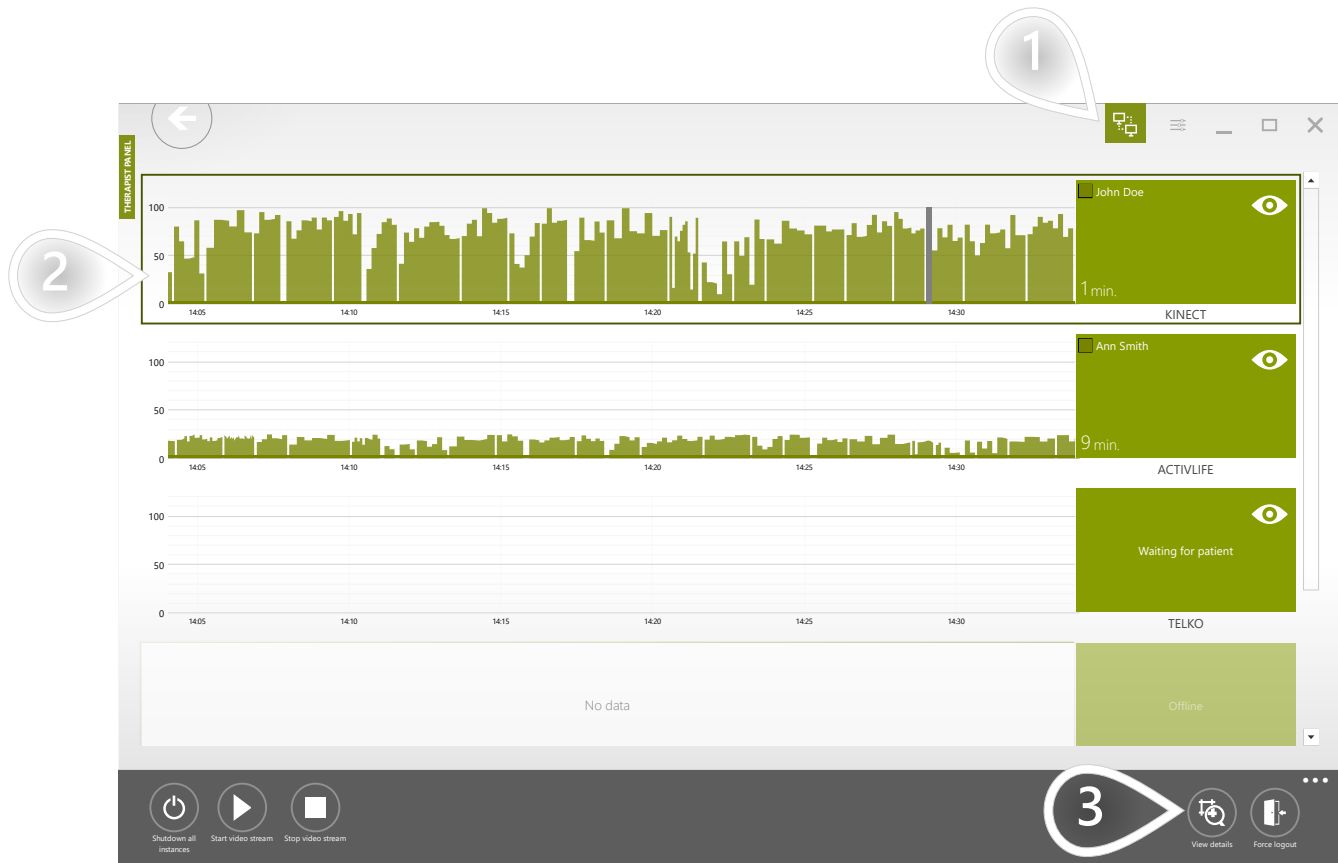 1
THERAPIST PANEL
John Doe
100
50
0
1 min.
14:05 14:10 14:15 14:20 14:25 14:30
KINECT
2
Ann Smith
100
50
0
9 min.
14:05 14:10 14:15 14:20 14:25 14:30
ACTIVLIFE
100
50
0
Waiting for patient
14:05 14:10 14:15 14:20 14:25 14:30
TELKO
No data
Offline
3
Shutdown all
instances
Start video stream
Stop video stream
View details
Force logout